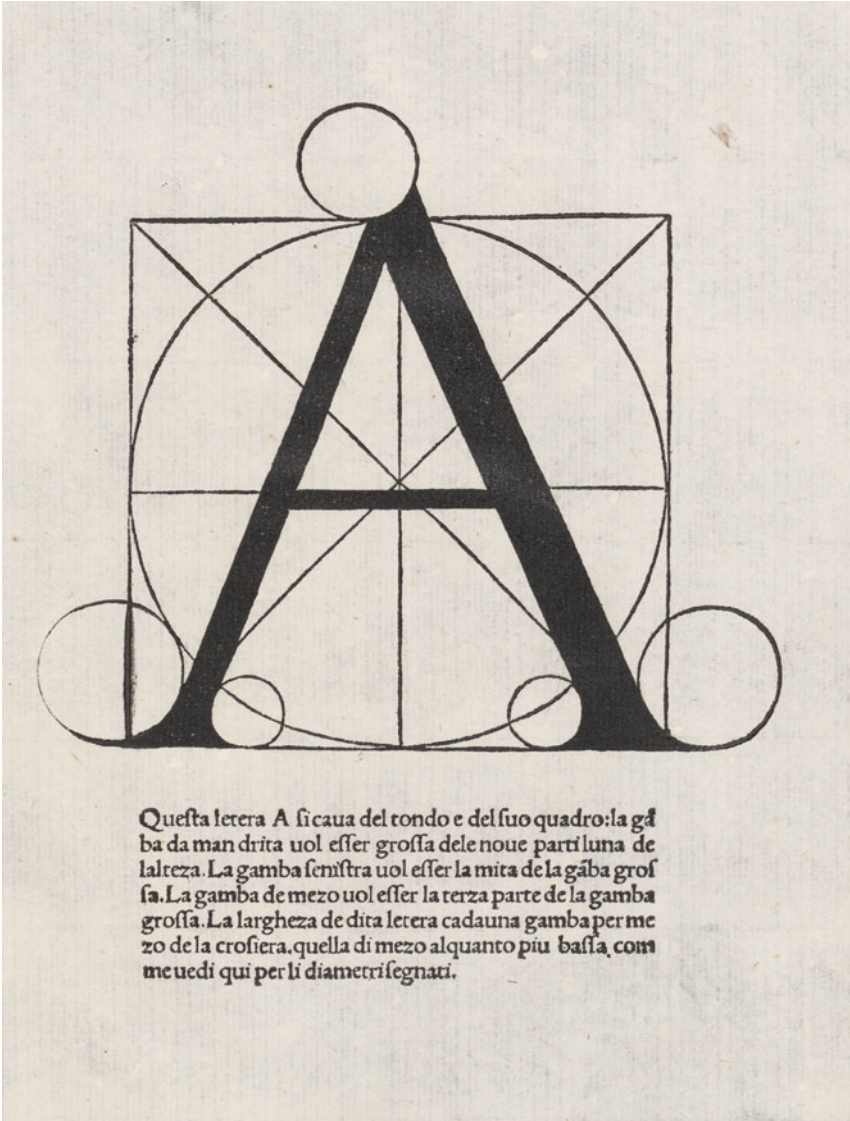 A
Queſta letera A ſi caua del tondo e del ſuo quadro: la gā
ba da man drita uol eſſer groſſa dele noue parti luna de
lalteza. La gamba ſeniſtra uol eſſer la mita de la gāba groſ
ſa. La gamba de mezo uol eſſer la terza parte de la gamba
groſſa. La largheza de dita letera cadauna gamba per me
zo de la croſiera. quella di mezo alquanto piu baſſa. com
me uedi qui per li diametri ſegnati.